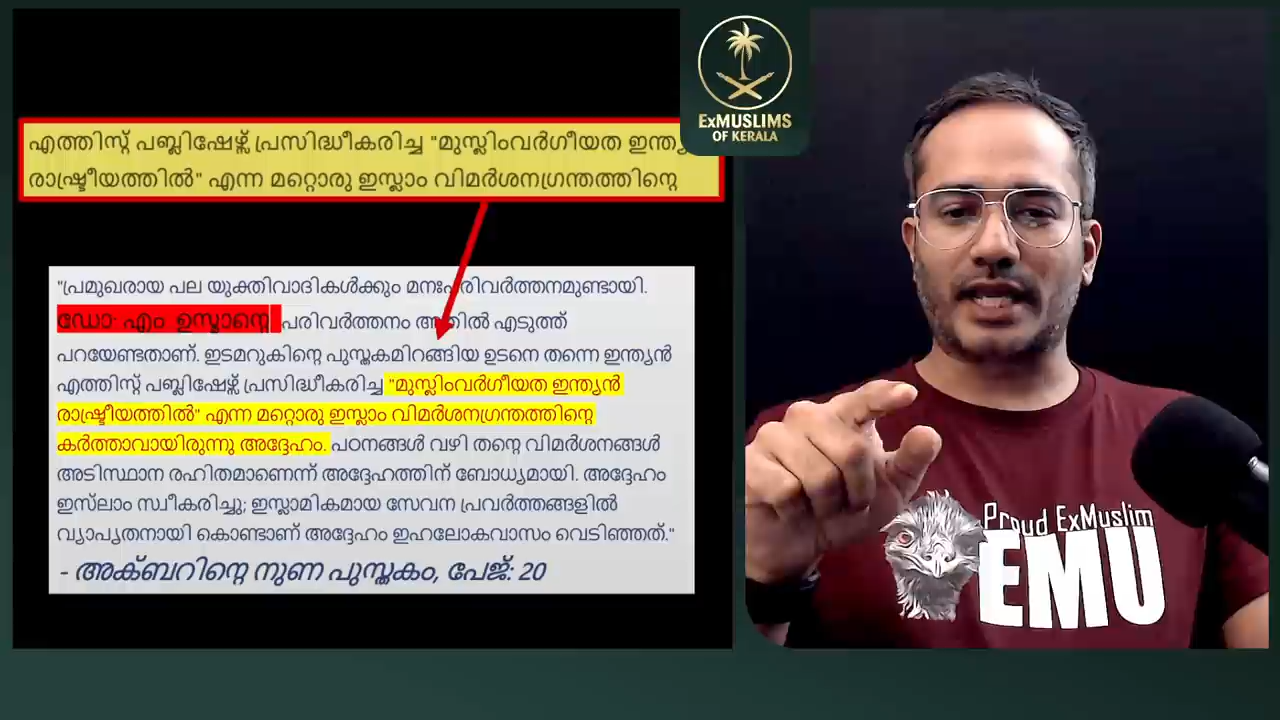 എത്തിസ്റ്റ് പബ്ലിഷേഴ്സ് പ്രസിദ്ധീകരിച്ച "മുസ്ലിംവർഗീയത
രാഷ്ട്രീയത്തിൽ" എന്ന മറ്റൊരു ഇസ്ലാം വിമർശനഗ്രന്ഥത്തിന്റെ
ExMUSLIMS
OF KERALA
"പ്രമുഖരായ പല യുക്തിവാദികൾക്കും മനഃപരിവർത്തനമുണ്ടായി.
ഡോ: എം ഉസ്മാന്റെ പരിവർത്തനം അതിൽ എടുത്ത്
പറയേണ്ടതാണ്. ഇടമറുകിന്റെ പുസ്തകമിറങ്ങിയ ഉടനെ തന്നെ ഇന്ത്യൻ
എത്തിസ്റ്റ് പബ്ലിഷേഴ്സ് പ്രസിദ്ധീകരിച്ച "മുസ്ലിംവർഗീയത ഇന്ത്യൻ
രാഷ്ട്രീയത്തിൽ" എന്ന മറ്റൊരു ഇസ്ലാം വിമർശനഗ്രന്ഥത്തിന്റെ
കർത്താവായിരുന്നു അദ്ദേഹം. പഠനങ്ങൾ വഴി തന്റെ വിമർശനങ്ങൾ
അടിസ്ഥാന രഹിതമാണെന്ന് അദ്ദേഹത്തിന് ബോധ്യമായി. അദ്ദേഹം
ഇസ്‌ലാം സ്വീകരിച്ചു; ഇസ്ലാമികമായ സേവന പ്രവർത്തങ്ങളിൽ
വ്യാപൃതനായി കൊണ്ടാണ് അദ്ദേഹം ഇഹലോകവാസം വെടിഞ്ഞത്."
- അക്ബറിന്റെ നുണ പുസ്തകം, പേജ്: 20
Proud ExMuslim
EMU